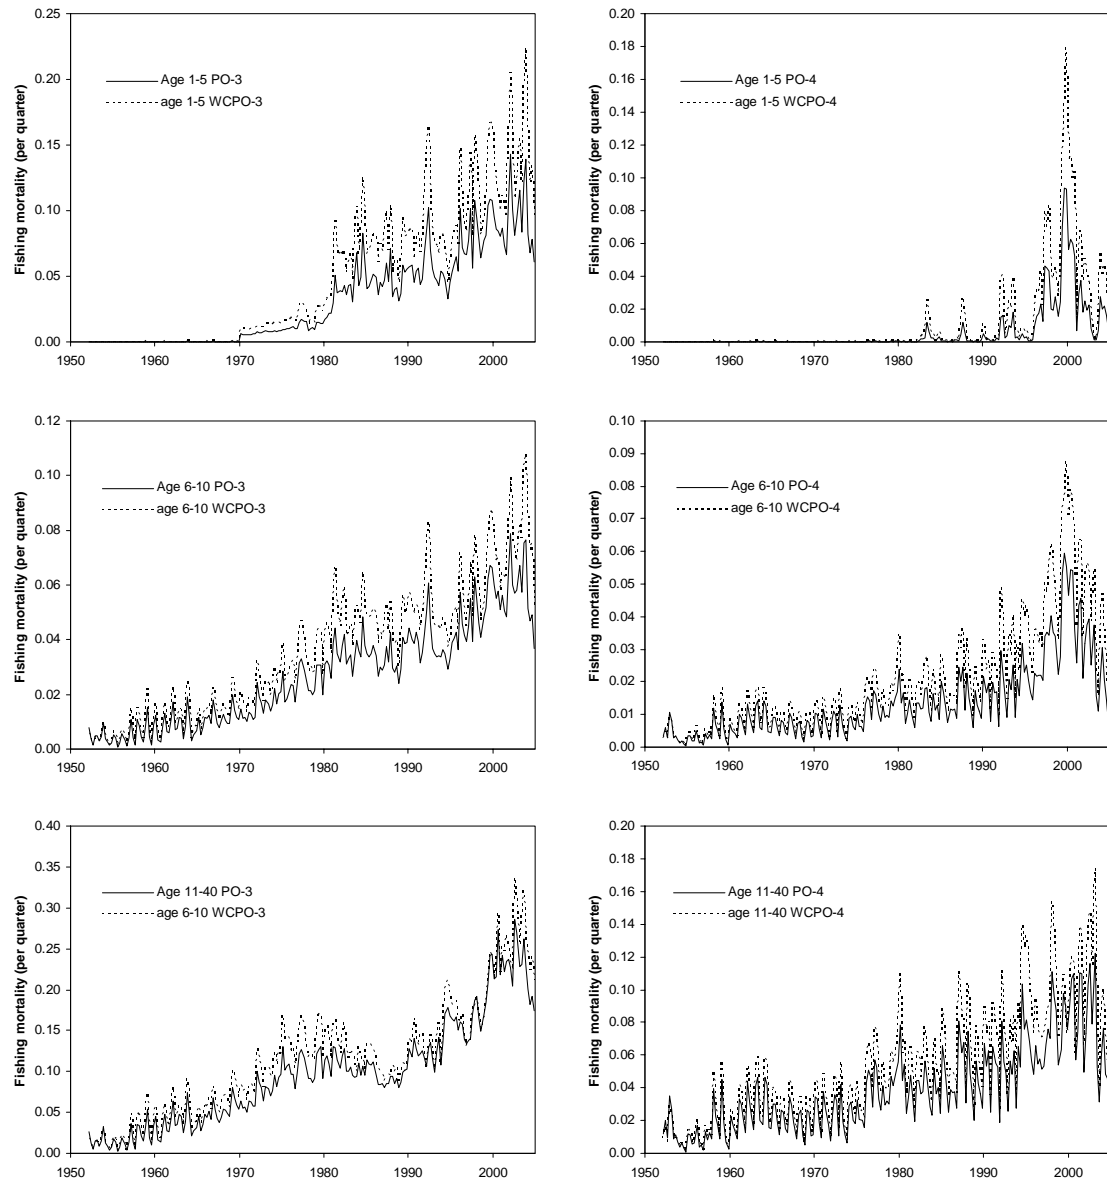 0.25
0.20
0.15
0.10
0.05
0.00
Fishing mortality (per quarter)
Age 1-5 PO-3
age 1-5 WCPO-3
1950 1960 1970 1980 1990 2000
0.20
0.18
0.16
0.14
0.12
0.10
0.08
0.06
0.04
0.02
0.00
Fishing mortality (per quarter)
Age 1-5 PO-4
age 1-5 WCPO-4
1950 1960 1970 1980 1990 2000
0.12
0.10
0.08
0.06
0.04
0.02
0.00
Fishing mortality (per quarter)
Age 6-10 PO-3
age 6-10 WCPO-3
1950 1960 1970 1980 1990 2000
0.10
0.09
0.08
0.07
0.06
0.05
0.04
0.03
0.02
0.01
0.00
Fishing mortality (per quarter)
Age 6-10 PO-4
age 6-10 WCPO-4
1950 1960 1970 1980 1990 2000
0.40
0.35
0.30
0.25
0.20
0.15
0.10
0.05
0.00
Fishing mortality (per quarter)
Age 11-40 PO-3
age 6-10 WCPO-3
1950 1960 1970 1980 1990 2000
0.20
0.18
0.16
0.14
0.12
0.10
0.08
0.06
0.04
0.02
0.00
Fishing mortality (per quarter)
Age 11-40 PO-4
age 11-40 WCPO-4
1950 1960 1970 1980 1990 2000